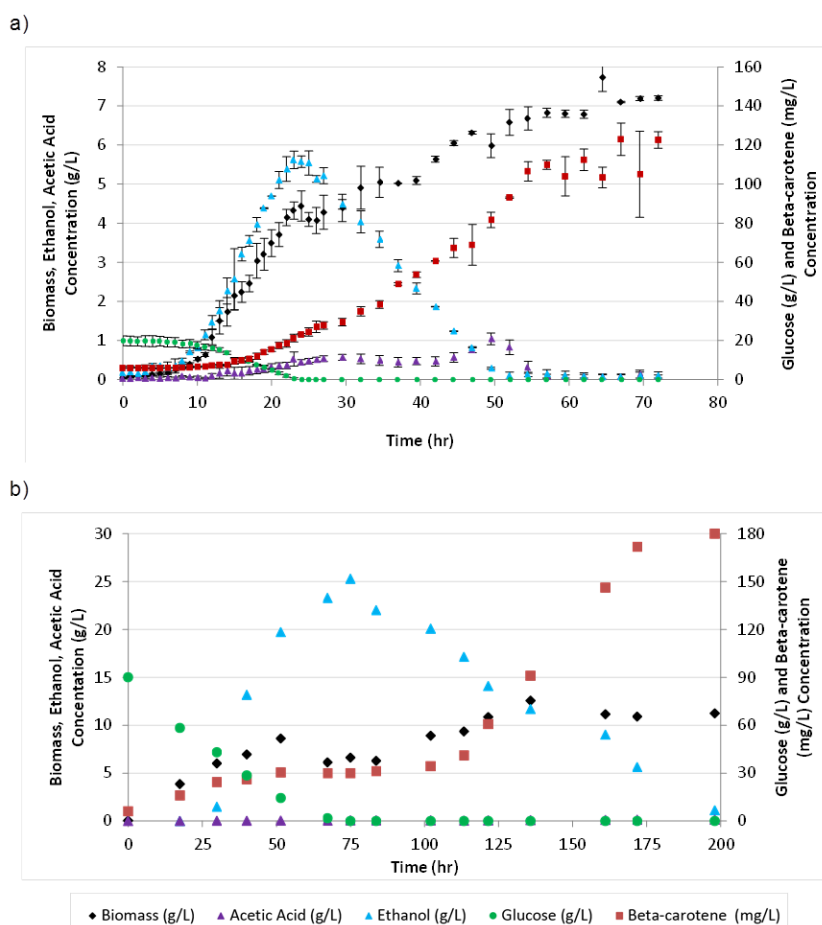 a)
Biomass, Ethanol, Acetic Acid
Concentration (g/L)
8
7
6
5
4
3
2
1
0
160
140
120
100
80
60
40
20
0
Glucose (g/L) and Beta-carotene (mg/L)
Concentration
0 10 20 30 40 50 60 70 80
Time (hr)
b)
Biomass, Ethanol, Acetic Acid
Concentation (g/L)
30
25
20
15
10
5
0
180
150
120
90
60
30
0
Glucose (g/L) and Beta-carotene
(mg/L) Concentration
0 25 50 75 100 125 150 175 200
Time (hr)
Biomass (g/L) Acetic Acid (g/L) Ethanol (g/L) Glucose (g/L) Beta-carotene (mg/L)